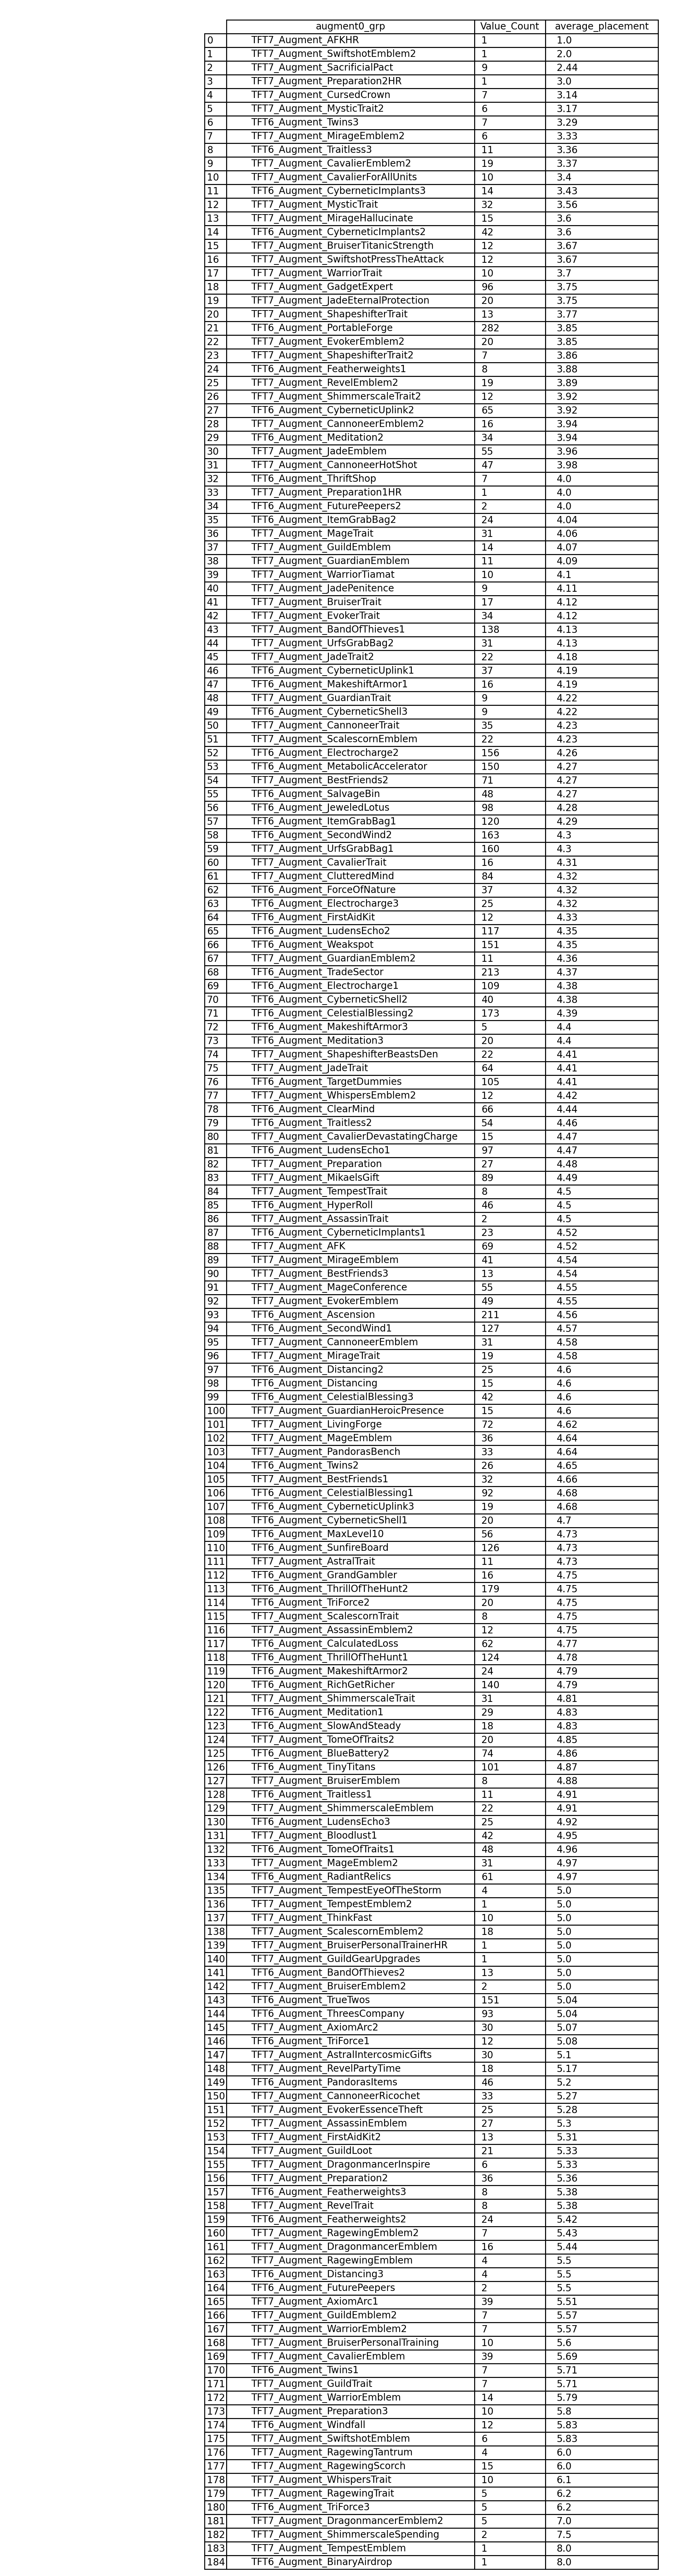 augment0_grp Value_Count average_placement
0 TFT7_Augment_AFKHR 1 1.0
1 TFT7_Augment_SwiftshotEmblem2 1 2.0
2 TFT7_Augment_SacrificialPact 9 2.44
3 TFT7_Augment_Preparation2HR 1 3.0
4 TFT7_Augment_CursedCrown 7 3.14
5 TFT7_Augment_MysticTrait2 6 3.17
6 TFT6_Augment_Twins3 7 3.29
7 TFT7_Augment_MirageEmblem2 6 3.33
8 TFT6_Augment_Traitless3 11 3.36
9 TFT7_Augment_CavalierEmblem2 19 3.37
10 TFT7_Augment_CavalierForAllUnits 10 3.4
11 TFT6_Augment_CyberneticImplants3 14 3.43
12 TFT7_Augment_MysticTrait 32 3.56
13 TFT7_Augment_MirageHallucinate 15 3.6
14 TFT6_Augment_CyberneticImplants2 42 3.6
15 TFT7_Augment_BruiserTitanicStrength 12 3.67
16 TFT7_Augment_SwiftshotPressTheAttack 12 3.67
17 TFT7_Augment_WarriorTrait 10 3.7
18 TFT7_Augment_GadgetExpert 96 3.75
19 TFT7_Augment_JadeEternalProtection 20 3.75
20 TFT7_Augment_ShapeshifterTrait 13 3.77
21 TFT6_Augment_PortableForge 282 3.85
22 TFT7_Augment_EvokerEmblem2 20 3.85
23 TFT7_Augment_ShapeshifterTrait2 7 3.86
24 TFT6_Augment_Featherweights1 8 3.88
25 TFT7_Augment_RevelEmblem2 19 3.89
26 TFT7_Augment_ShimmerscaleTrait2 12 3.92
27 TFT6_Augment_CyberneticUplink2 65 3.92
28 TFT7_Augment_CannoneerEmblem2 16 3.94
29 TFT6_Augment_Meditation2 34 3.94
30 TFT7_Augment_JadeEmblem 55 3.96
31 TFT7_Augment_CannoneerHotShot 47 3.98
32 TFT6_Augment_ThriftShop 7 4.0
33 TFT7_Augment_Preparation1HR 1 4.0
34 TFT7_Augment_FuturePeepers2 2 4.0
35 TFT6_Augment_ItemGrabBag2 24 4.04
36 TFT7_Augment_MageTrait 31 4.06
37 TFT7_Augment_GuildEmblem 14 4.07
38 TFT7_Augment_GuardianEmblem 11 4.09
39 TFT7_Augment_WarriorTiamat 10 4.1
40 TFT7_Augment_JadePenitence 9 4.11
41 TFT7_Augment_BruiserTrait 17 4.12
42 TFT7_Augment_EvokerTrait 34 4.12
43 TFT7_Augment_BandOfThieves1 138 4.13
44 TFT7_Augment_UrfsGrabBag2 31 4.13
45 TFT7_Augment_JadeTrait2 22 4.18
46 TFT6_Augment_CyberneticUplink1 37 4.19
47 TFT6_Augment_MakeshiftArmor1 16 4.19
48 TFT7_Augment_GuardianTrait 9 4.22
49 TFT6_Augment_CyberneticShell3 9 4.22
50 TFT7_Augment_CannoneerTrait 35 4.23
51 TFT7_Augment_ScalescornEmblem 22 4.23
52 TFT6_Augment_Electrocharge2 156 4.26
53 TFT6_Augment_MetabolicAccelerator 150 4.27
54 TFT7_Augment_BestFriends2 71 4.27
55 TFT6_Augment_SalvageBin 48 4.27
56 TFT6_Augment_JeweledLotus 98 4.28
57 TFT6_Augment_ItemGrabBag1 120 4.29
58 TFT6_Augment_SecondWind2 163 4.3
59 TFT7_Augment_UrfsGrabBag1 160 4.3
60 TFT7_Augment_CavalierTrait 16 4.31
61 TFT7_Augment_ClutteredMind 84 4.32
62 TFT6_Augment_ForceOfNature 37 4.32
63 TFT6_Augment_Electrocharge3 25 4.32
64 TFT6_Augment_FirstAidKit 12 4.33
65 TFT6_Augment_LudensEcho2 117 4.35
66 TFT6_Augment_Weakspot 151 4.35
67 TFT7_Augment_GuardianEmblem2 11 4.36
68 TFT6_Augment_TradeSector 213 4.37
69 TFT6_Augment_Electrocharge1 109 4.38
70 TFT6_Augment_CyberneticShell2 40 4.38
71 TFT6_Augment_CelestialBlessing2 173 4.39
72 TFT6_Augment_MakeshiftArmor3 5 4.4
73 TFT6_Augment_Meditation3 20 4.4
74 TFT7_Augment_ShapeshifterBeastsDen 22 4.41
75 TFT7_Augment_JadeTrait 64 4.41
76 TFT6_Augment_TargetDummies 105 4.41
77 TFT7_Augment_WhispersEmblem2 12 4.42
78 TFT6_Augment_ClearMind 66 4.44
79 TFT6_Augment_Traitless2 54 4.46
80 TFT7_Augment_CavalierDevastatingCharge 15 4.47
81 TFT6_Augment_LudensEcho1 97 4.47
82 TFT7_Augment_Preparation 27 4.48
83 TFT7_Augment_MikaelsGift 89 4.49
84 TFT7_Augment_TempestTrait 8 4.5
85 TFT6_Augment_HyperRoll 46 4.5
86 TFT7_Augment_AssassinTrait 2 4.5
87 TFT6_Augment_CyberneticImplants1 23 4.52
88 TFT7_Augment_AFK 69 4.52
89 TFT7_Augment_MirageEmblem 41 4.54
90 TFT7_Augment_BestFriends3 13 4.54
91 TFT7_Augment_MageConference 55 4.55
92 TFT7_Augment_EvokerEmblem 49 4.55
93 TFT6_Augment_Ascension 211 4.56
94 TFT6_Augment_SecondWind1 127 4.57
95 TFT7_Augment_CannoneerEmblem 31 4.58
96 TFT7_Augment_MirageTrait 19 4.58
97 TFT6_Augment_Distancing2 25 4.6
98 TFT6_Augment_Distancing 15 4.6
99 TFT6_Augment_CelestialBlessing3 42 4.6
100 TFT7_Augment_GuardianHeroicPresence 15 4.6
101 TFT7_Augment_LivingForge 72 4.62
102 TFT7_Augment_MageEmblem 36 4.64
103 TFT6_Augment_PandorasBench 33 4.64
104 TFT6_Augment_Twins2 26 4.65
105 TFT7_Augment_BestFriends1 32 4.66
106 TFT6_Augment_CelestialBlessing1 92 4.68
107 TFT6_Augment_CyberneticUplink3 19 4.68
108 TFT6_Augment_CyberneticShell1 20 4.7
109 TFT6_Augment_MaxLevel10 56 4.73
110 TFT6_Augment_SunfireBoard 126 4.73
111 TFT7_Augment_AstralTrait 11 4.73
112 TFT6_Augment_GrandGambler 16 4.75
113 TFT6_Augment_ThrillOfTheHunt2 179 4.75
114 TFT6_Augment_TriForce2 20 4.75
115 TFT7_Augment_ScalescornTrait 8 4.75
116 TFT7_Augment_AssassinEmblem2 12 4.75
117 TFT6_Augment_CalculatedLoss 62 4.77
118 TFT6_Augment_ThrillOfTheHunt1 124 4.78
119 TFT6_Augment_MakeshiftArmor2 24 4.79
120 TFT6_Augment_RichGetRicher 140 4.79
121 TFT7_Augment_ShimmerscaleTrait 31 4.81
122 TFT6_Augment_Meditation1 29 4.83
123 TFT6_Augment_SlowAndSteady 18 4.83
124 TFT7_Augment_TomeOfTraits2 20 4.85
125 TFT6_Augment_BlueBattery2 74 4.86
126 TFT6_Augment_TinyTitans 101 4.87
127 TFT7_Augment_BruiserEmblem 8 4.88
128 TFT6_Augment_Traitless1 11 4.91
129 TFT7_Augment_ShimmerscaleEmblem 22 4.91
130 TFT6_Augment_LudensEcho3 25 4.92
131 TFT7_Augment_Bloodlust1 42 4.95
132 TFT6_Augment_TomeOfTraits1 48 4.96
133 TFT7_Augment_MageEmblem2 31 4.97
134 TFT6_Augment_RadiantRelics 61 4.97
135 TFT7_Augment_TempestEyeOfTheStorm 4 5.0
136 TFT7_Augment_TempestEmblem2 1 5.0
137 TFT7_Augment_ThinkFast 10 5.0
138 TFT7_Augment_ScalescornEmblem2 18 5.0
139 TFT7_Augment_BruiserPersonalTrainerHR 1 5.0
140 TFT7_Augment_GuildGearUpgrades 1 5.0
141 TFT6_Augment_BandOfThieves2 13 5.0
142 TFT7_Augment_BruiserEmblem2 2 5.0
143 TFT6_Augment_TrueTwos 151 5.04
144 TFT6_Augment_ThreesCompany 93 5.04
145 TFT7_Augment_AxiomArc2 30 5.07
146 TFT6_Augment_TriForce1 12 5.08
147 TFT7_Augment_AstralIntercosmicGifts 30 5.1
148 TFT7_Augment_RevelPartyTime 18 5.17
149 TFT6_Augment_PandorasItems 46 5.2
150 TFT7_Augment_CannoneerRicochet 33 5.27
151 TFT7_Augment_EvokerEssenceTheft 25 5.28
152 TFT7_Augment_AssassinEmblem 27 5.3
153 TFT7_Augment_FirstAidKit2 13 5.31
154 TFT7_Augment_GuildLoot 21 5.33
155 TFT7_Augment_DragonmancerInspire 6 5.33
156 TFT7_Augment_Preparation2 36 5.36
157 TFT6_Augment_Featherweights3 8 5.38
158 TFT7_Augment_RevelTrait 8 5.38
159 TFT6_Augment_Featherweights2 24 5.42
160 TFT7_Augment_RagewingEmblem2 7 5.43
161 TFT7_Augment_DragonmancerEmblem 16 5.44
162 TFT7_Augment_RagewingEmblem 4 5.5
163 TFT6_Augment_Distancing3 4 5.5
164 TFT7_Augment_FuturePeepers 2 5.5
165 TFT7_Augment_AxiomArc1 39 5.51
166 TFT7_Augment_GuildEmblem2 7 5.57
167 TFT7_Augment_WarriorEmblem2 7 5.57
168 TFT7_Augment_BruiserPersonalTraining 10 5.6
169 TFT7_Augment_CavalierEmblem 39 5.69
170 TFT6_Augment_Twins1 7 5.71
171 TFT7_Augment_GuildTrait 7 5.71
172 TFT7_Augment_WarriorEmblem 14 5.79
173 TFT7_Augment_Preparation3 10 5.8
174 TFT6_Augment_Windfall 12 5.83
175 TFT7_Augment_SwiftshotEmblem 6 5.83
176 TFT7_Augment_RagewingTantrum 4 6.0
177 TFT7_Augment_RagewingScorch 15 6.0
178 TFT7_Augment_WhispersTrait 10 6.1
179 TFT7_Augment_RagewingTrait 5 6.2
180 TFT6_Augment_TriForce3 5 6.2
181 TFT7_Augment_DragonmancerEmblem2 5 7.0
182 TFT7_Augment_ShimmerscaleSpending 2 7.5
183 TFT7_Augment_TempestEmblem 1 8.0
184 TFT6_Augment_BinaryAirdrop 1 8.0